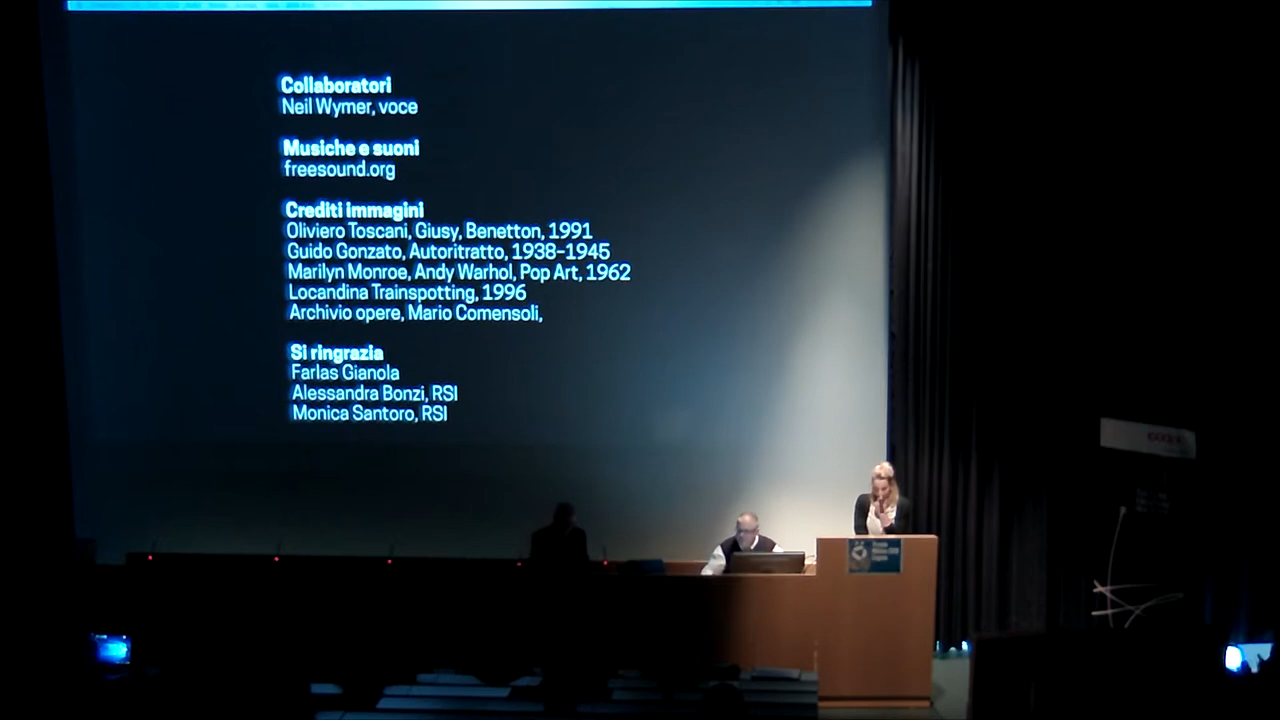 Collaboratori
Neil Wymer, voce
Musiche e suoni
freesound.org
Crediti immagini
Oliviero Toscani, Giusy, Benetton, 1991
Guido Gonzato, Autoritratto, 1938–1945
Marilyn Monroe, Andy Warhol, Pop Art, 1962
Locandina Trainspotting, 1996
Archivio opere, Mario Comensoli,
Si ringrazia
Farlas Gianola
Alessandra Bonzi, RSI
Monica Santoro, RSI